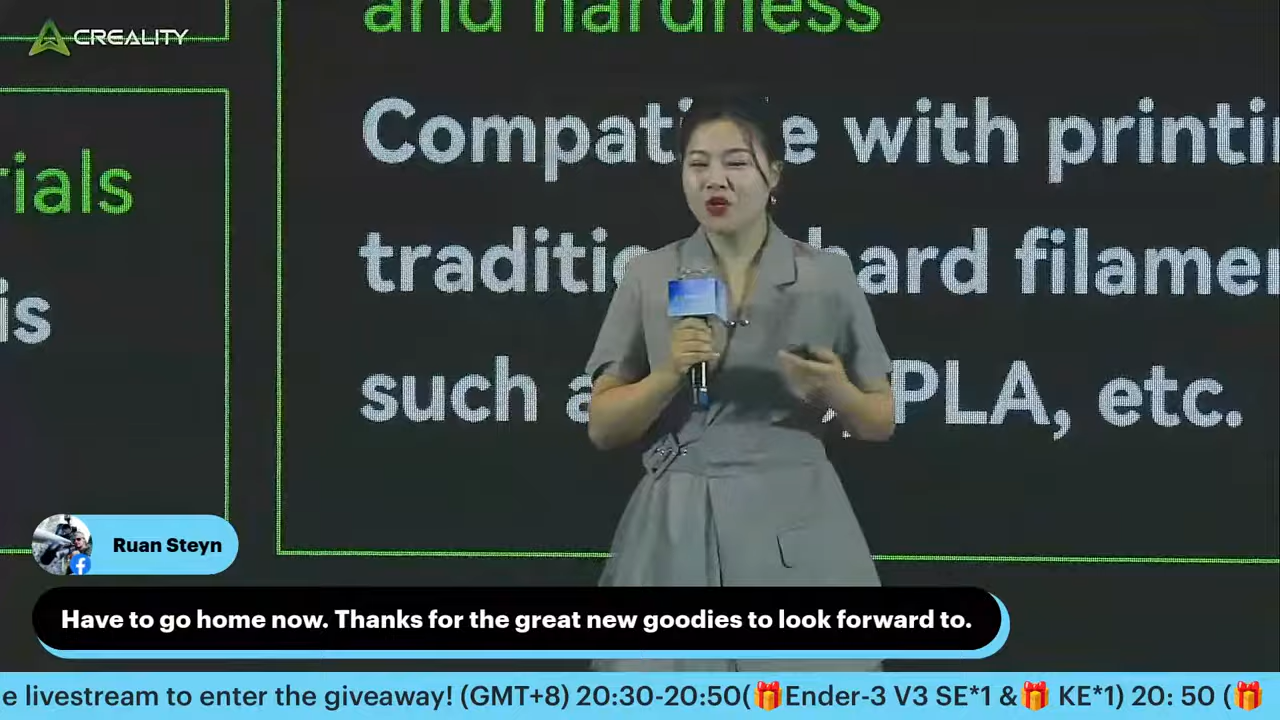 CREALITY
and hardness
rials
is
Compati e with printi
traditio hard filamen
such a PLA, etc.
Ruan Steyn
Have to go home now. Thanks for the great new goodies to look forward to.
e livestream to enter the giveaway! (GMT+8) 20:30-20:50(🎁Ender-3 V3 SE*1 &🎁 KE*1) 20: 50 (🎁